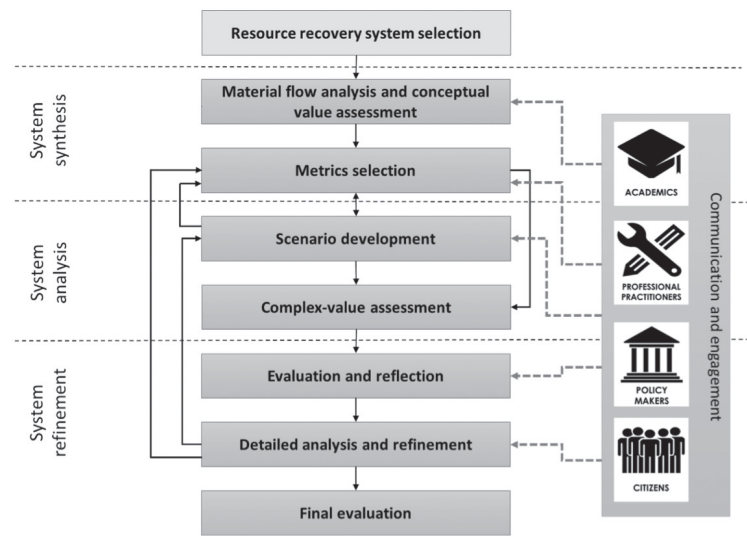 Resource recovery system selection
System
synthesis
Material flow analysis and conceptual
value assessment
Metrics selection
System
analysis
Scenario development
Complex-value assessment
System
refinement
Evaluation and reflection
Detailed analysis and refinement
Final evaluation
ACADEMICS
PROFESSIONAL
PRACTITIONERS
POLICY
MAKERS
CITIZENS
Communication and engagement